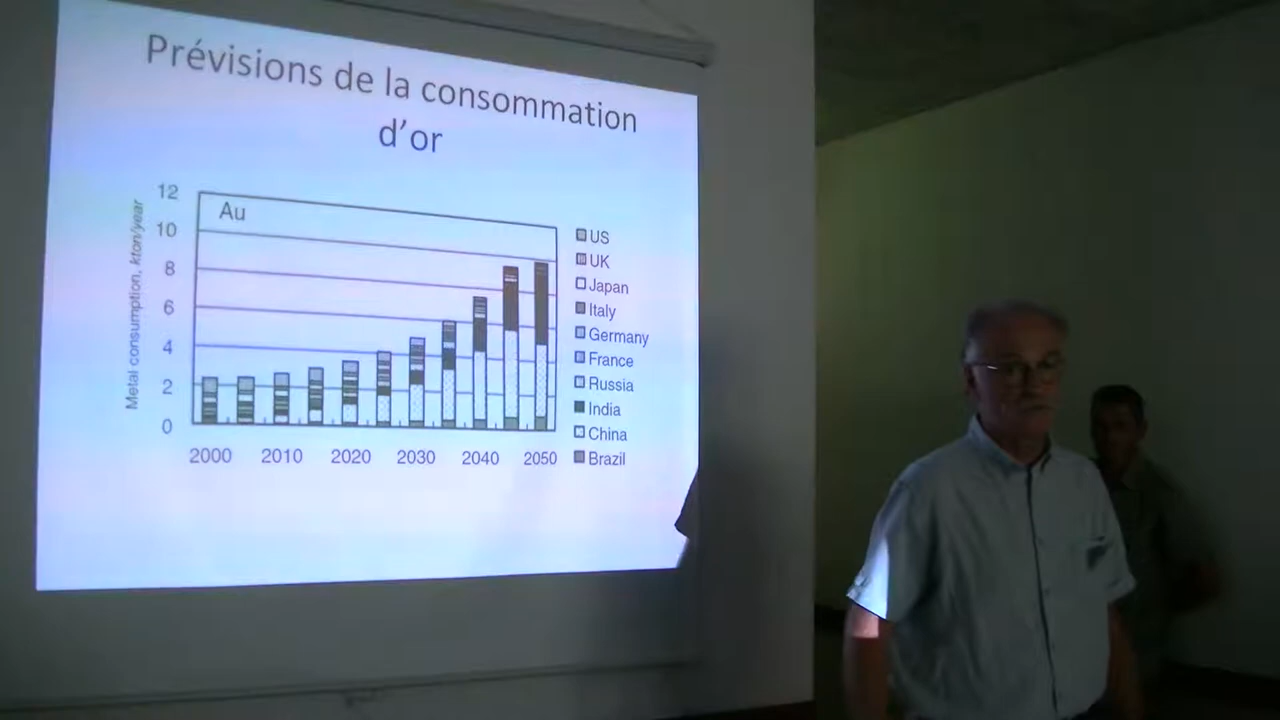 Prévisions de la consommation
d'or
Metal consumption, kton/year
Au
12
10
8
6
4
2
0
2000 2010 2020 2030 2040 2050
US
UK
Japan
Italy
Germany
France
Russia
India
China
Brazil